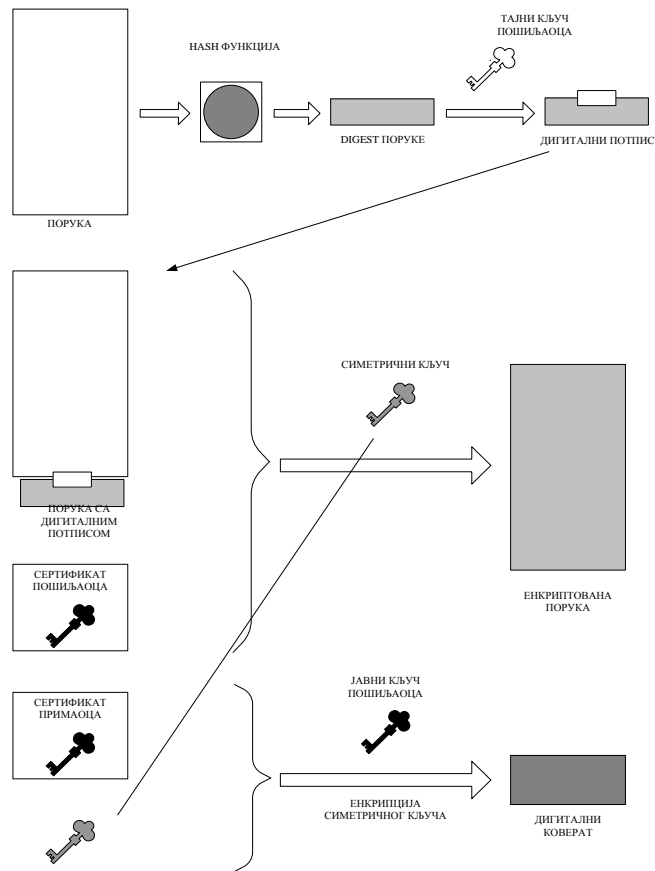 ТАЈНИ КЉУЧ
ПОШИЉАОЦА
HASH ФУНКЦИЈА
DIGEST ПОРУКЕ
ДИГИТАЛНИ ПОТПИС
ПОРУКА
СИМЕТРИЧНИ КЉУЧ
ПОРУКА СА
ДИГИТАЛНИМ
ПОТПИСОМ
СЕРТИФИКАТ
ПОШИЉАОЦА
ЕНКРИПТОВАНА
ПОРУКА
ЈАВНИ КЉУЧ
ПОШИЉАОЦА
СЕРТИФИКАТ
ПРИМАОЦА
ЕНКРИПЦИЈА
СИМЕТРИЧНОГ КЉУЧА
ДИГИТАЛНИ
КОВЕРАТ